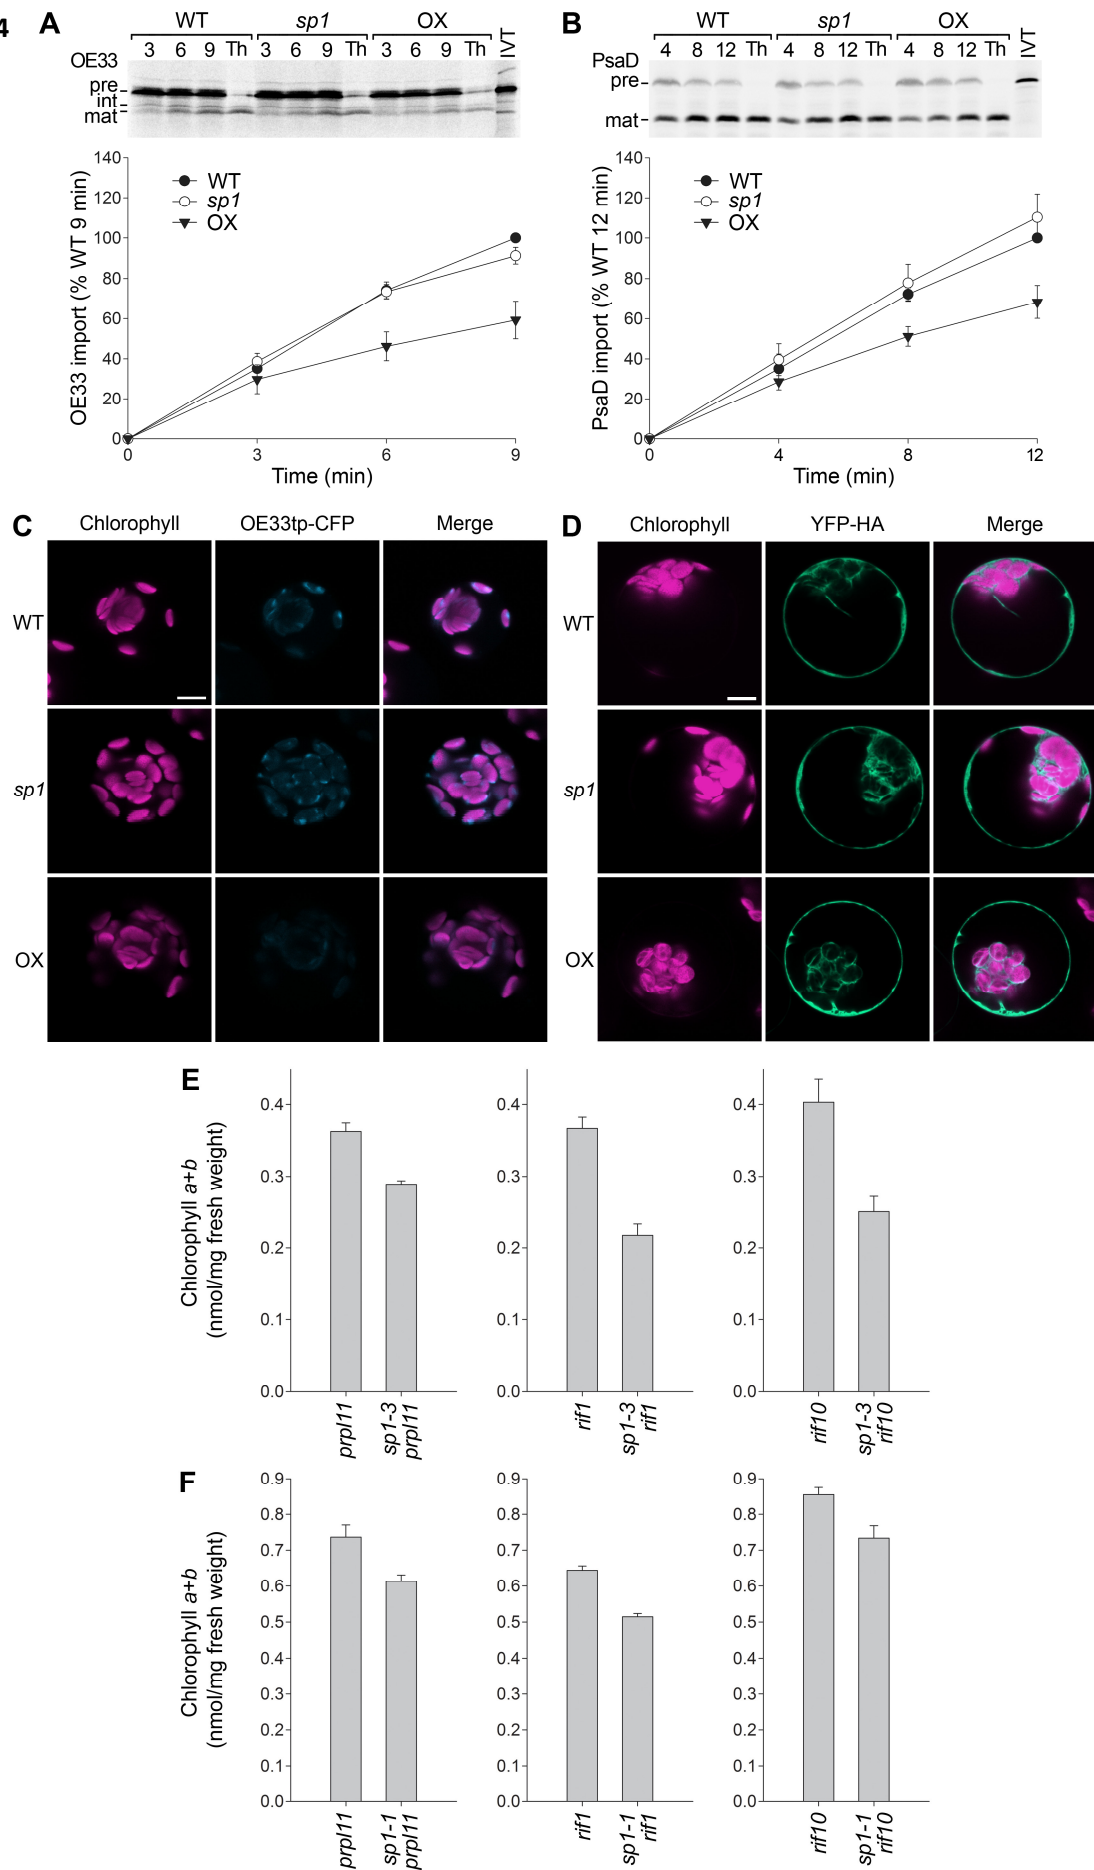 4
A
WT sp1 OX
3 6 9 Th 3 6 9 Th 3 6 9 Th IVT
OE33
pre
int
mat
140
120
100
80
60
40
20
0
WT
sp1
OX
OE33 import (% WT 9 min)
0 3 6 9
Time (min)
B
WT sp1 OX
4 8 12 Th 4 8 12 Th 4 8 12 Th IVT
PsaD
pre
mat
140
120
100
80
60
40
20
0
WT
sp1
OX
PsaD import (% WT 12 min)
0 4 8 12
Time (min)
C
Chlorophyll OE33tp-CFP Merge
WT
sp1
OX
D
Chlorophyll YFP-HA Merge
WT
sp1
OX
E
Chlorophyll a+b
(nmol/mg fresh weight)
0.4
0.3
0.2
0.1
0.0
prpl11
sp1-3
prpl11
0.4
0.3
0.2
0.1
0.0
rif1
sp1-3
rif1
0.4
0.3
0.2
0.1
0.0
rif10
sp1-3
rif10
F
Chlorophyll a+b
(nmol/mg fresh weight)
0.9
0.8
0.7
0.6
0.5
0.4
0.3
0.2
0.1
0.0
prpl11
sp1-1
prpl11
0.9
0.8
0.7
0.6
0.5
0.4
0.3
0.2
0.1
0.0
rif1
sp1-1
rif1
0.9
0.8
0.7
0.6
0.5
0.4
0.3
0.2
0.1
0.0
rif10
sp1-1
rif10